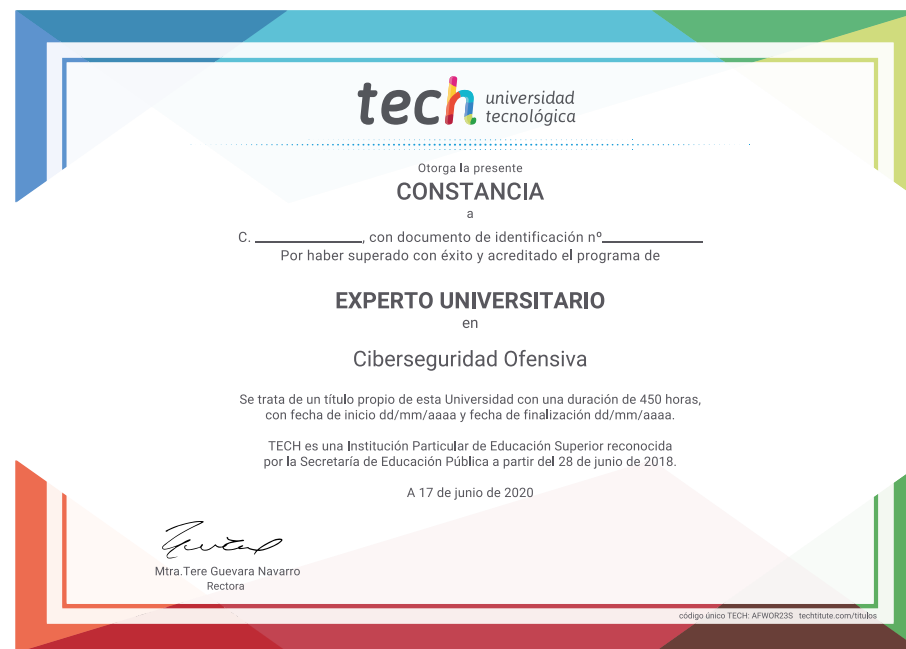 tech universidad
tecnológica
Otorga la presente
CONSTANCIA
a
C. ______________, con documento de identificación nº______________
Por haber superado con éxito y acreditado el programa de
EXPERTO UNIVERSITARIO
en
Ciberseguridad Ofensiva
Se trata de un título propio de esta Universidad con una duración de 450 horas,
con fecha de inicio dd/mm/aaaa y fecha de finalización dd/mm/aaaa.
TECH es una Institución Particular de Educación Superior reconocida
por la Secretaría de Educación Pública a partir del 28 de junio de 2018.
A 17 de junio de 2020
Mtra.Tere Guevara Navarro
Rectora
código único TECH: AFWOR23S techtitute.com/títulos